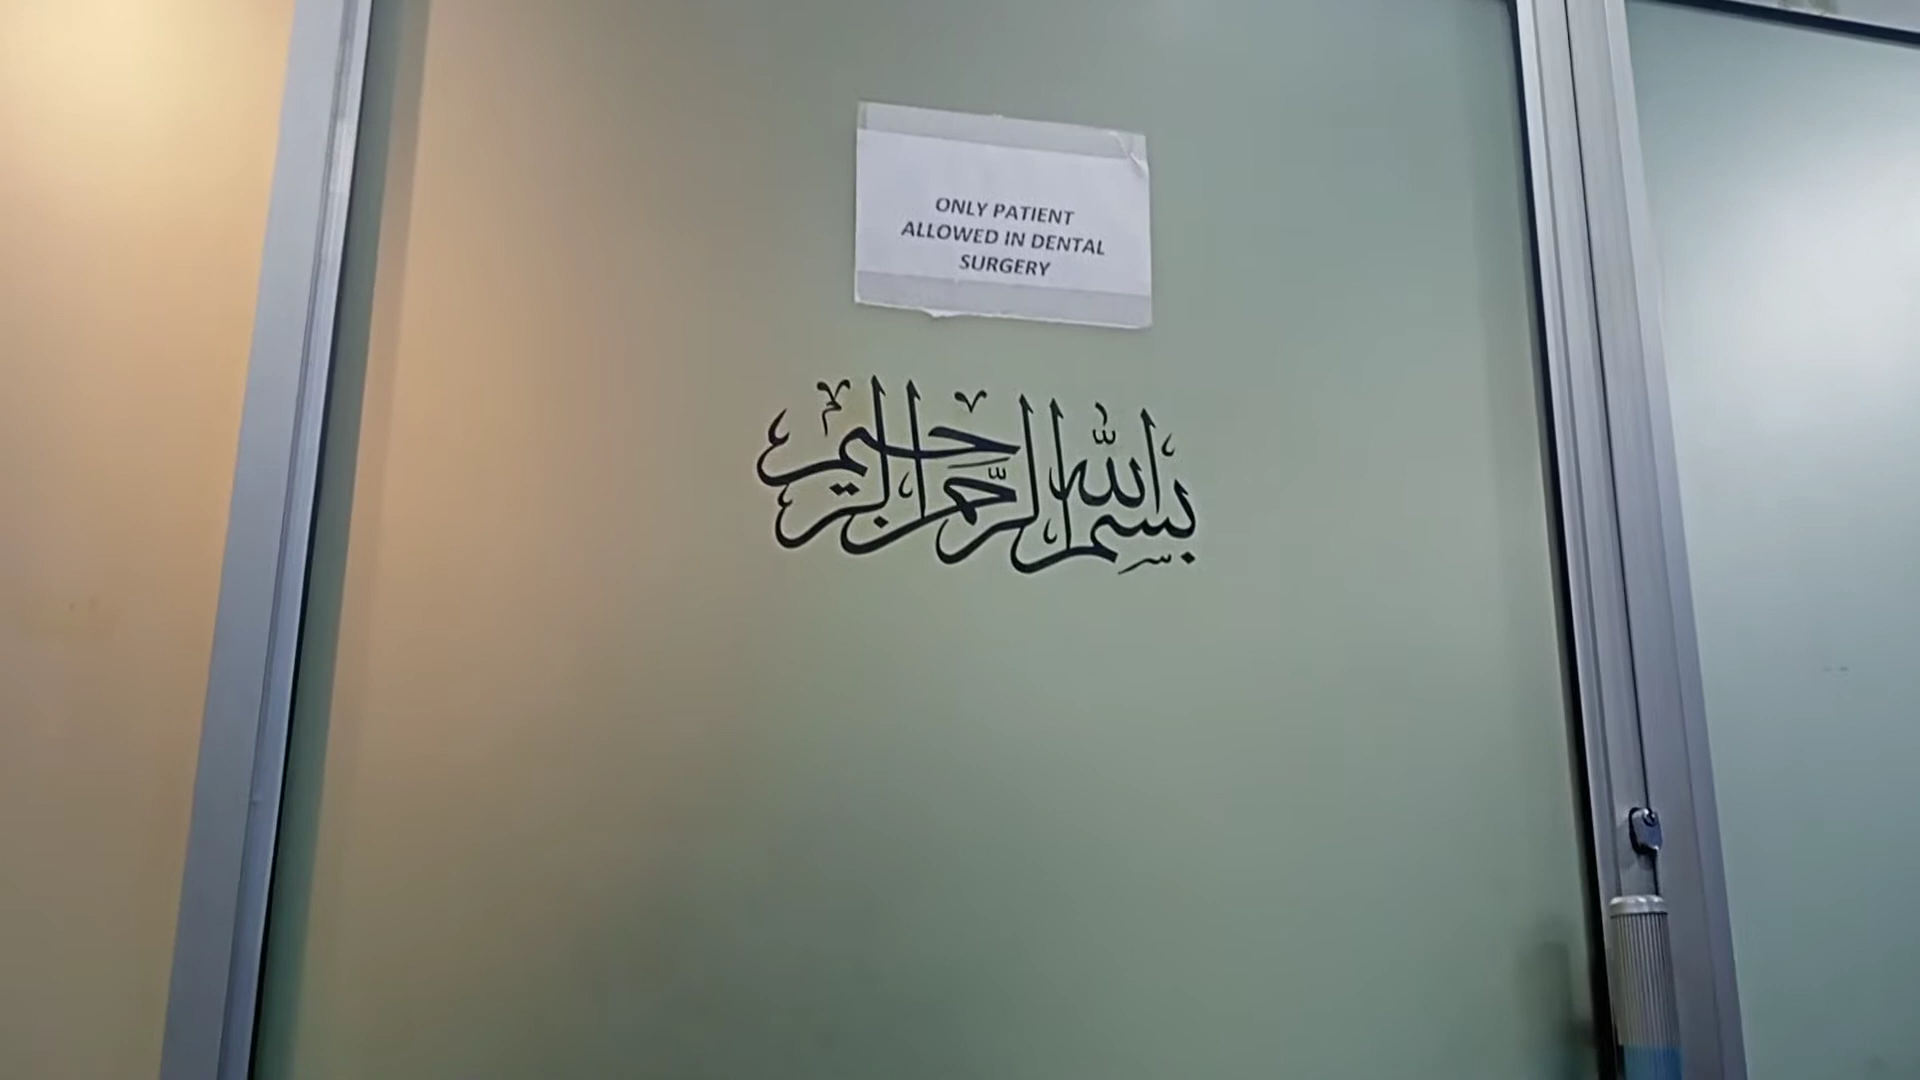 ONLY PATIENT
ALLOWED IN DENTAL
SURGERY
بسم الله الرحمن الرحيم